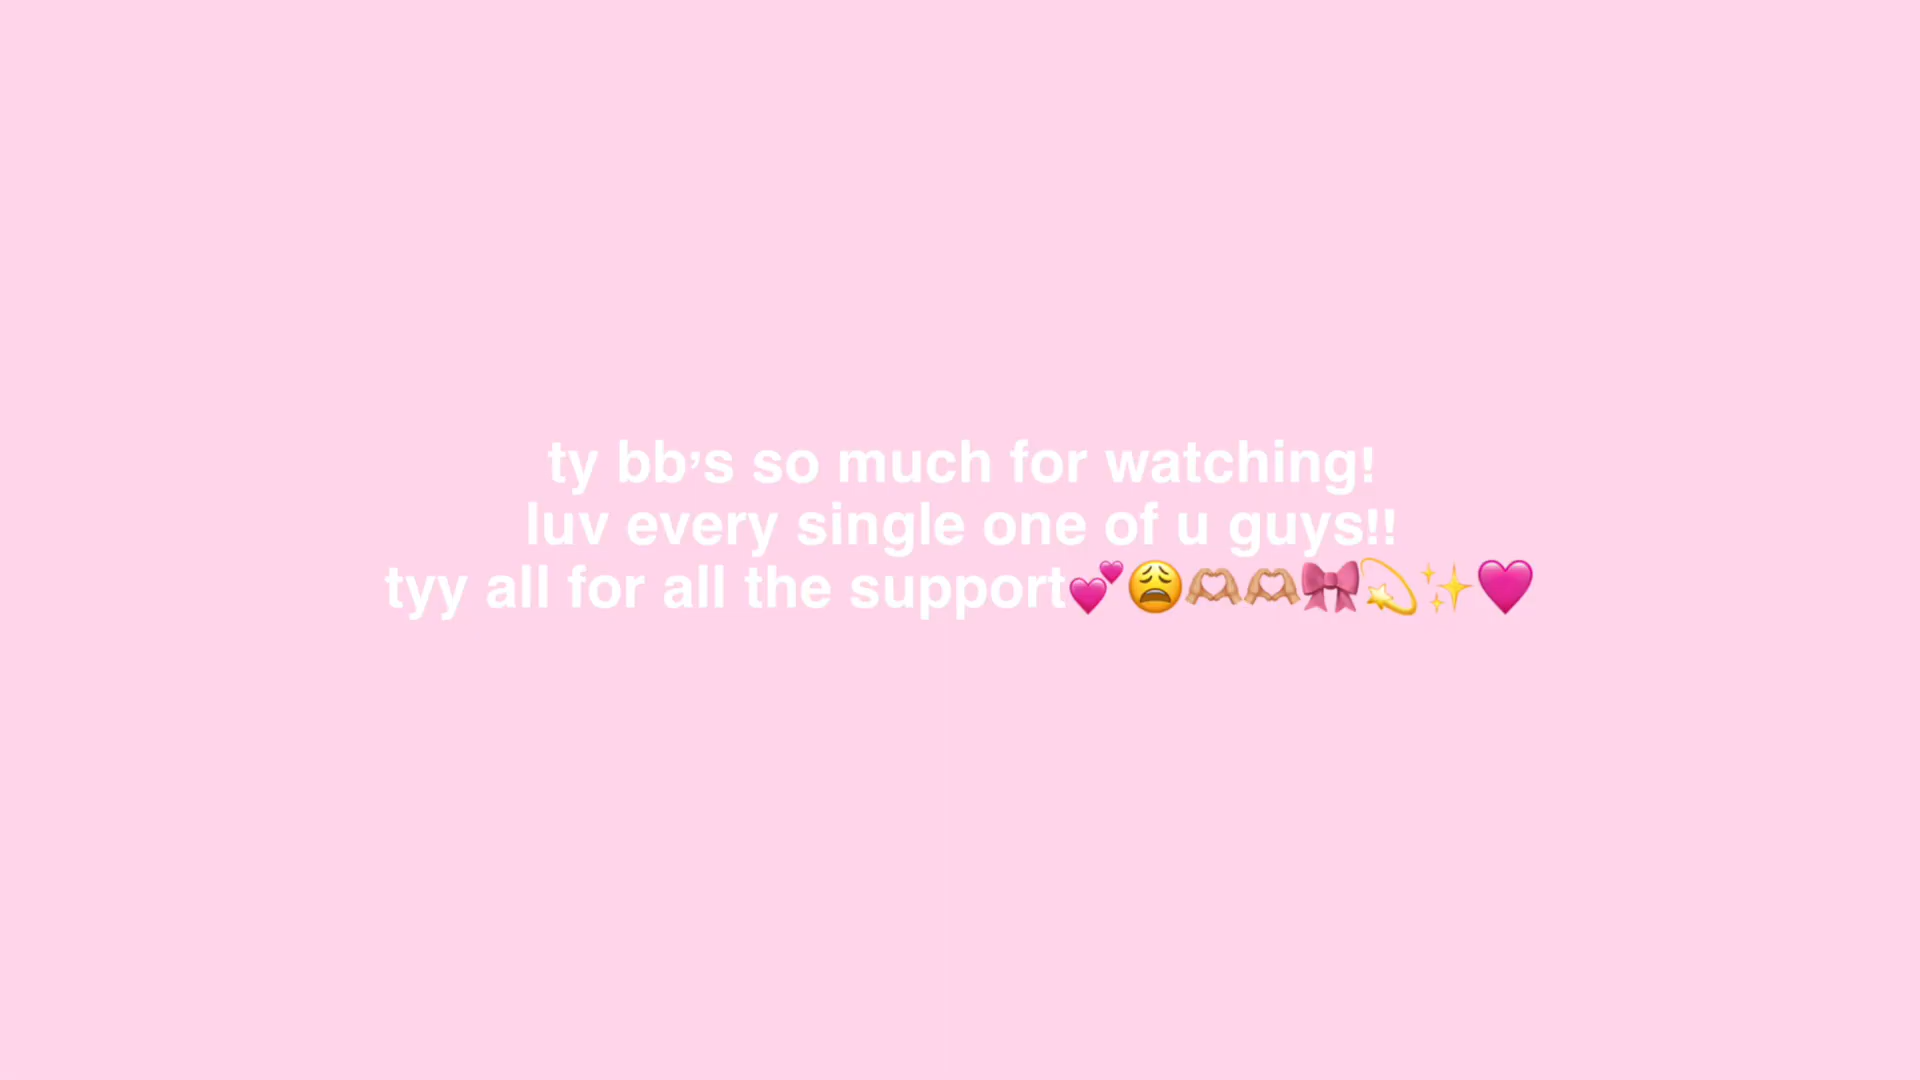 ty bb's so much for watching!
luv every single one of u guys!!
tyy all for all the support💕😩🫶🏼🫶🏼🎀💫✨🩷